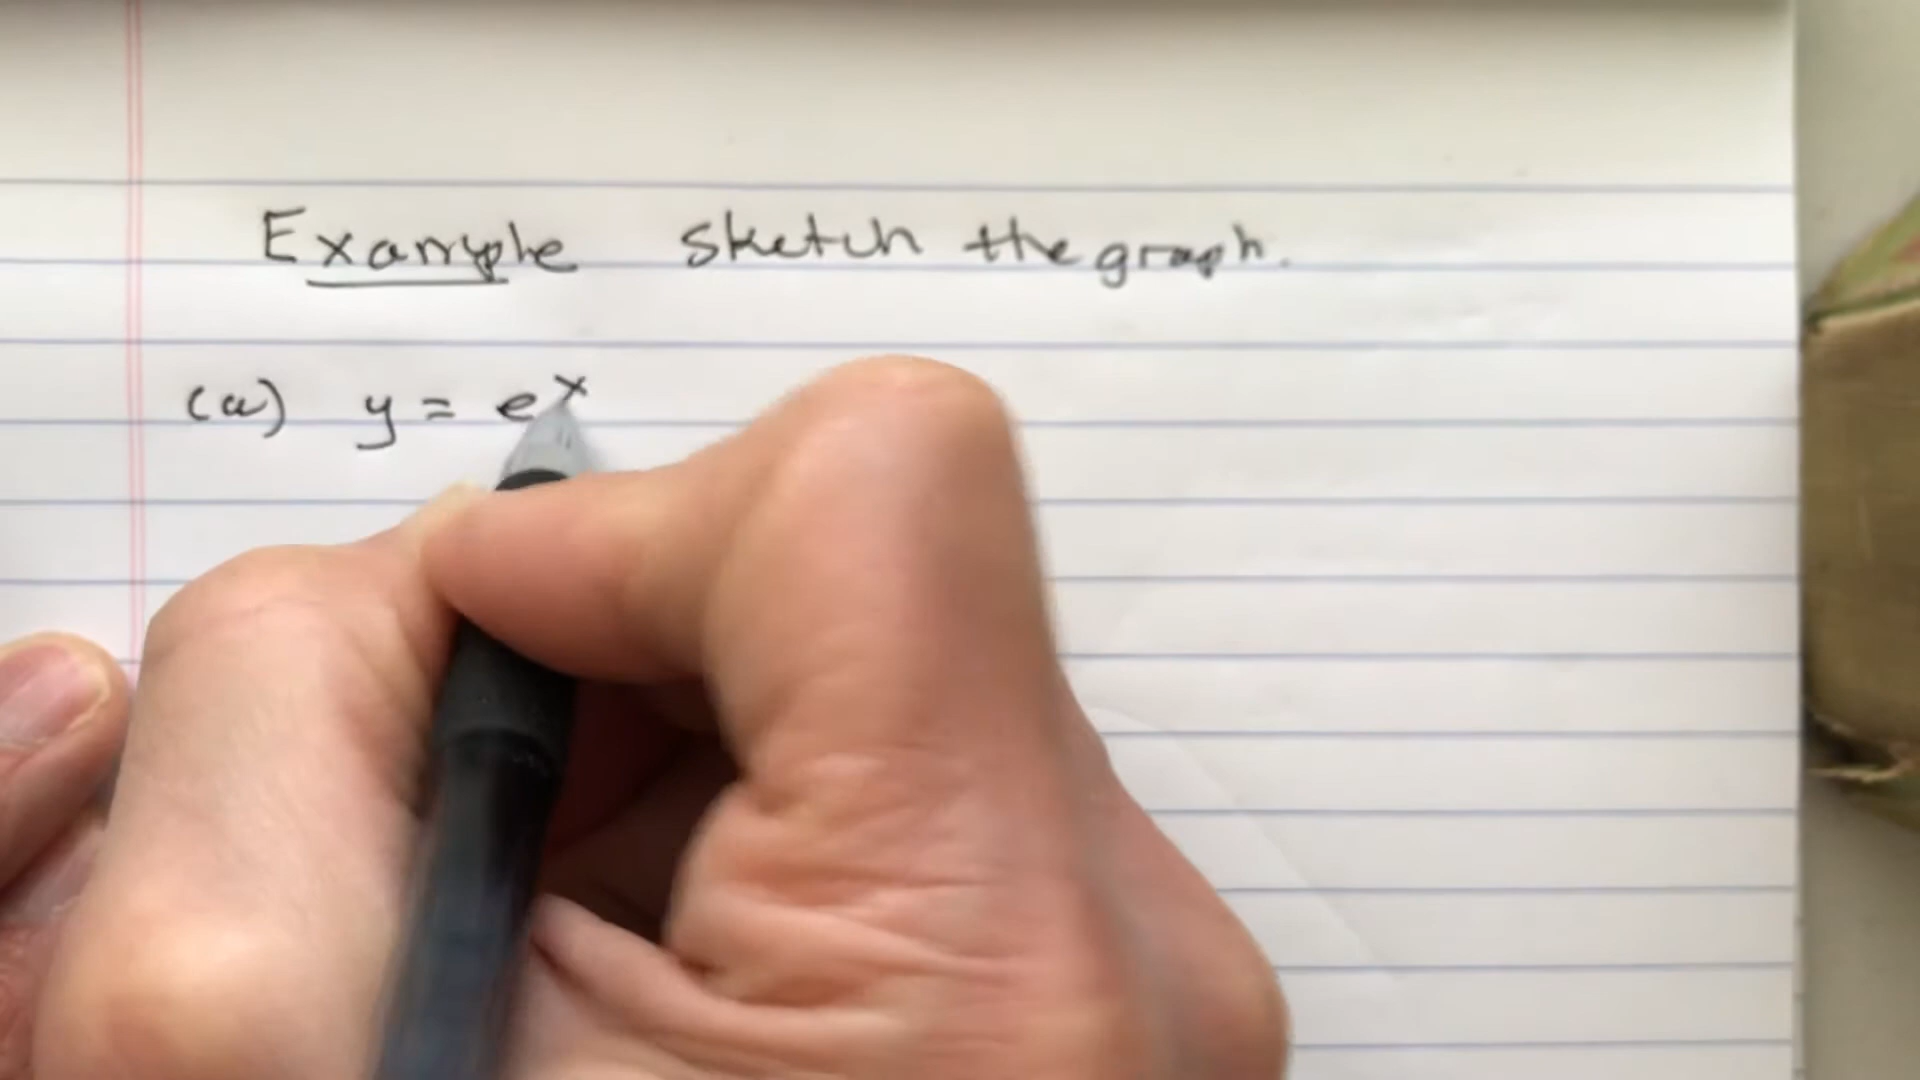 Example sketch the graph.
(a) y = e^x